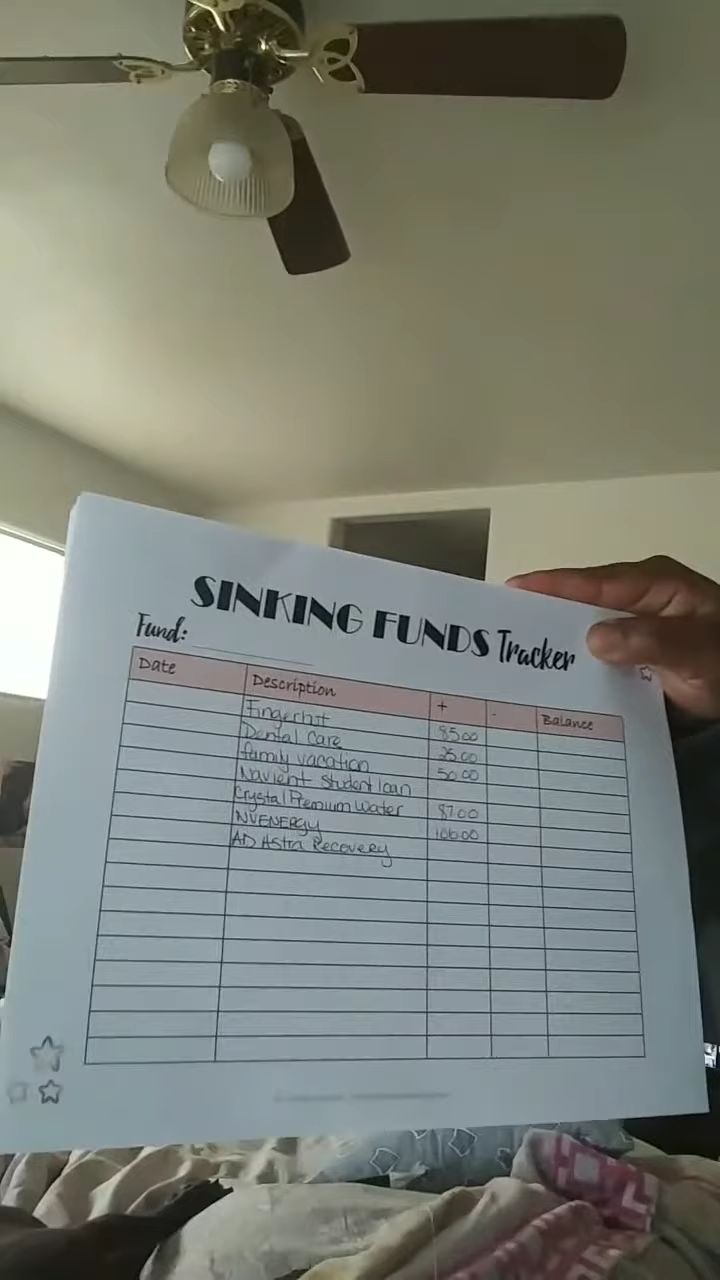 SINKING FUNDS Tracker
Fund:
Date Description + - Balance
Fingerhut 85.00
Dental Care 25.00
family vacation 50.00
Navient Student loan
Crystal Premium Water 87.00
NVENERGY 106.00
AD Astra Recovery